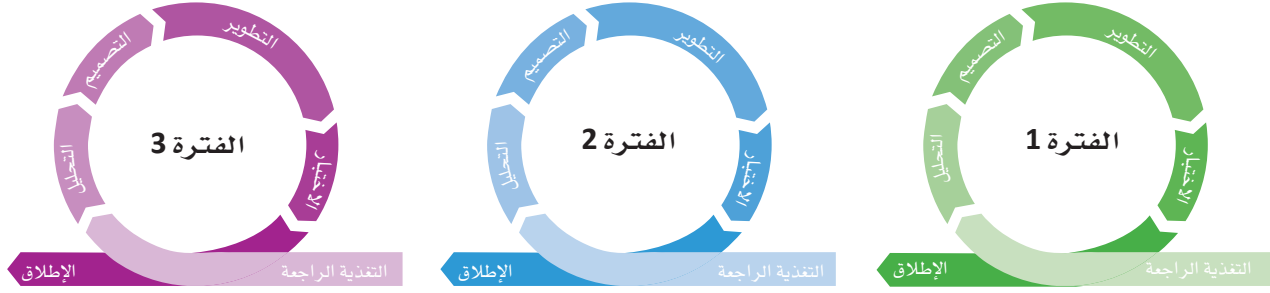 الفترة 1
التحليل
التصميم
التطوير
الاختبار
الإطلاق
التغذية الراجعة
الفترة 2
التحليل
التصميم
التطوير
الاختبار
الإطلاق
التغذية الراجعة
الفترة 3
التحليل
التصميم
التطوير
الاختبار
الإطلاق
التغذية الراجعة